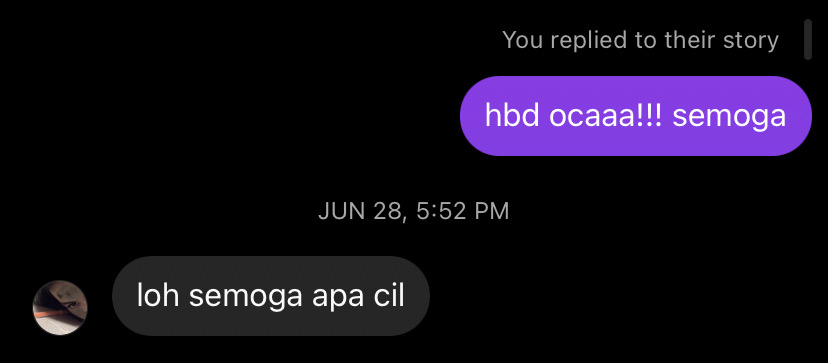 You replied to their story
hbd ocaaa!!! semoga
JUN 28, 5:52 PM
loh semoga apa cil